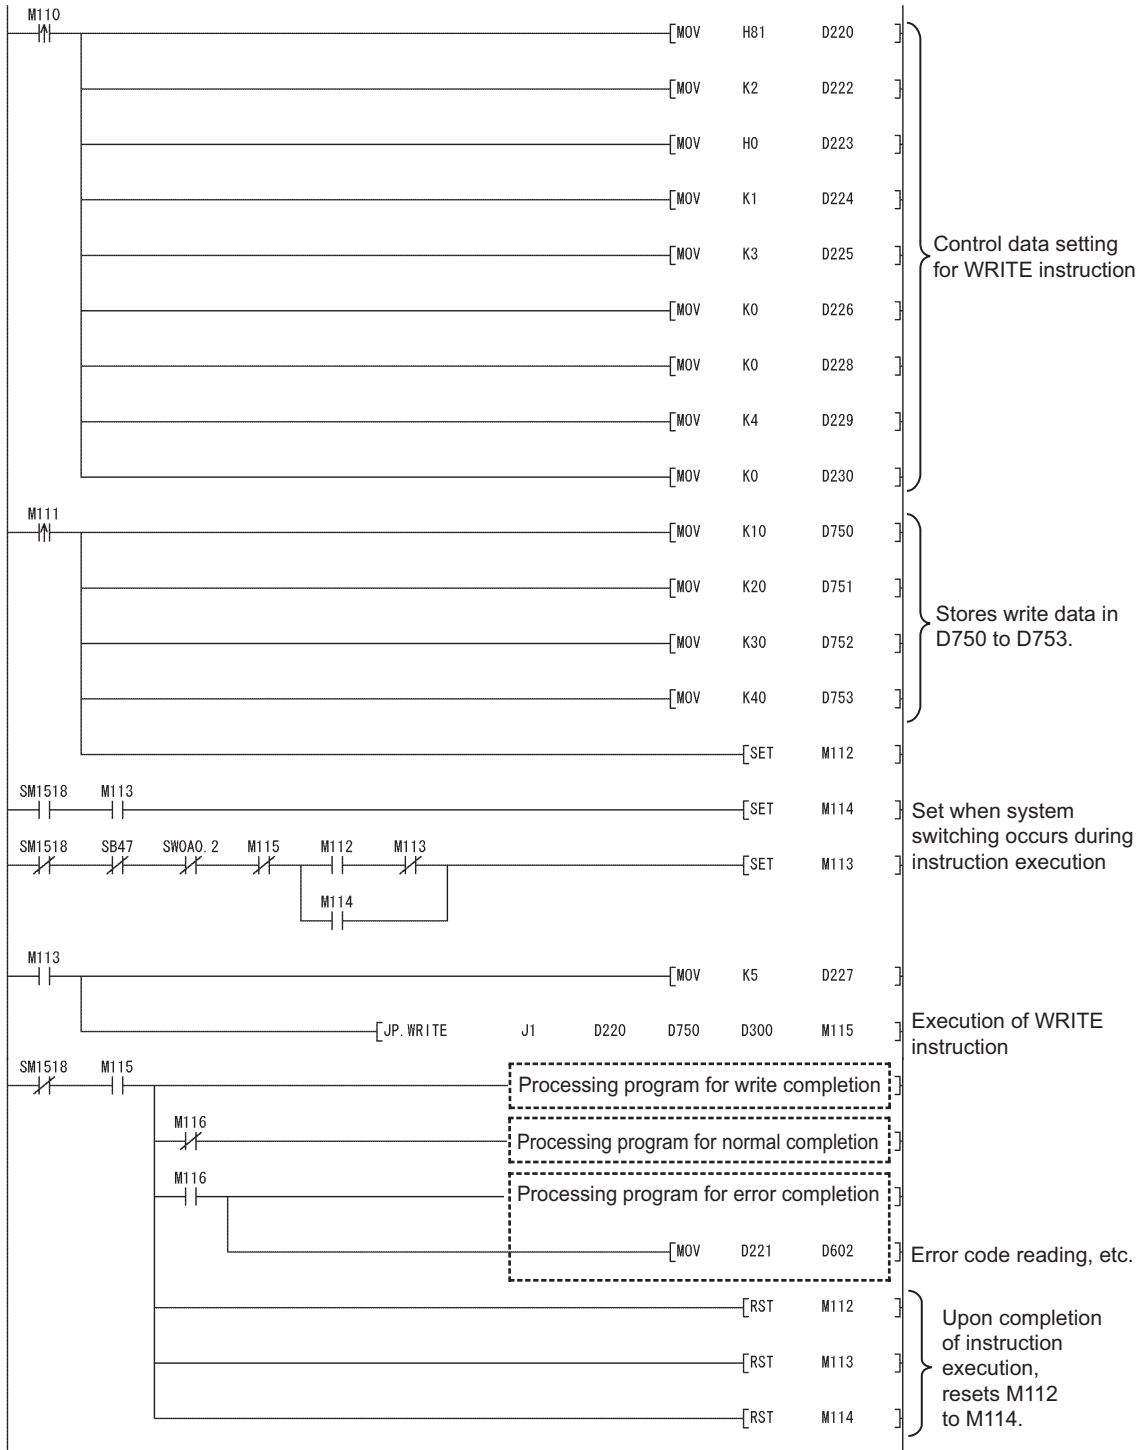 M110
MOV H81 D220
MOV K2 D222
MOV H0 D223
MOV K1 D224
MOV K3 D225
Control data setting
for WRITE instruction
MOV K0 D226
MOV K0 D228
MOV K4 D229
MOV K0 D230
M111
MOV K10 D750
MOV K20 D751
Stores write data in
D750 to D753.
MOV K30 D752
MOV K40 D753
SET M112
SM1518 M113
SET M114
Set when system
switching occurs during
instruction execution
SM1518 SB47 SW0A0.2 M115 M112 M113
SET M113
M114
M113
MOV K5 D227
JP.WRITE J1 D220 D750 D300 M115
Execution of WRITE
instruction
SM1518 M115
Processing program for write completion
M116
Processing program for normal completion
M116
Processing program for error completion
MOV D221 D602
Error code reading, etc.
RST M112
RST M113
RST M114
Upon completion
of instruction
execution,
resets M112
to M114.